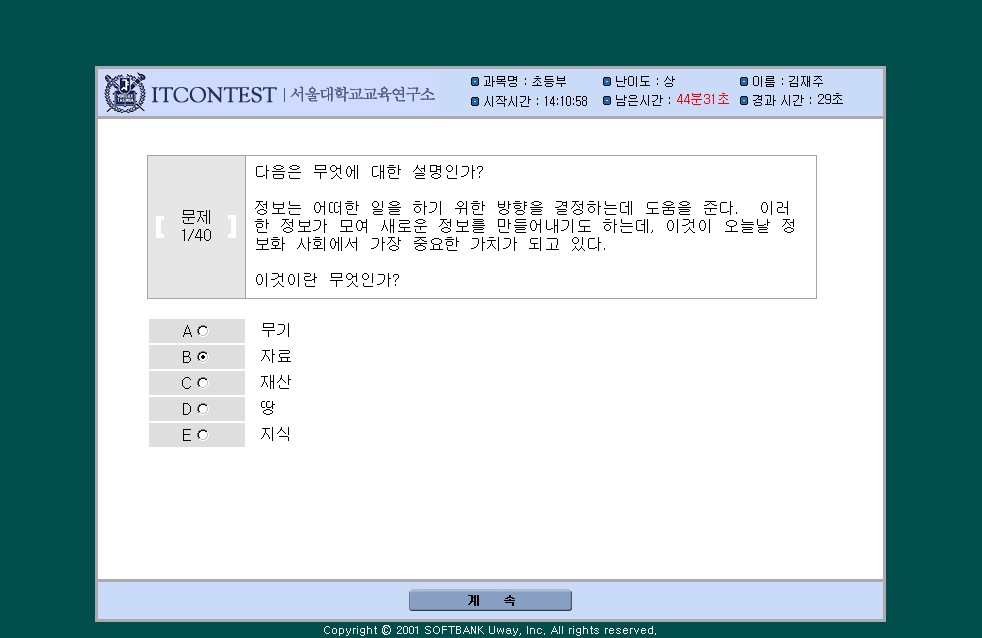 ITCONTEST | 서울대학교교육연구소
과목명 : 초등부 난이도 : 상 이름 : 김재주
시작시간 : 14:10:58 남은시간 : 44분31초 경과 시간 : 29초
다음은 무엇에 대한 설명인가?
정보는 어떠한 일을 하기 위한 방향을 결정하는데 도움을 준다. 이러
한 정보가 모여 새로운 정보를 만들어내기도 하는데, 이것이 오늘날 정
보화 사회에서 가장 중요한 가치가 되고 있다.
이것이란 무엇인가?
[ 문제 ]
1/40
A 무기
B 자료
C 재산
D 땅
E 지식
계 속
Copyright © 2001 SOFTBANK Uway, Inc, All rights reserved,